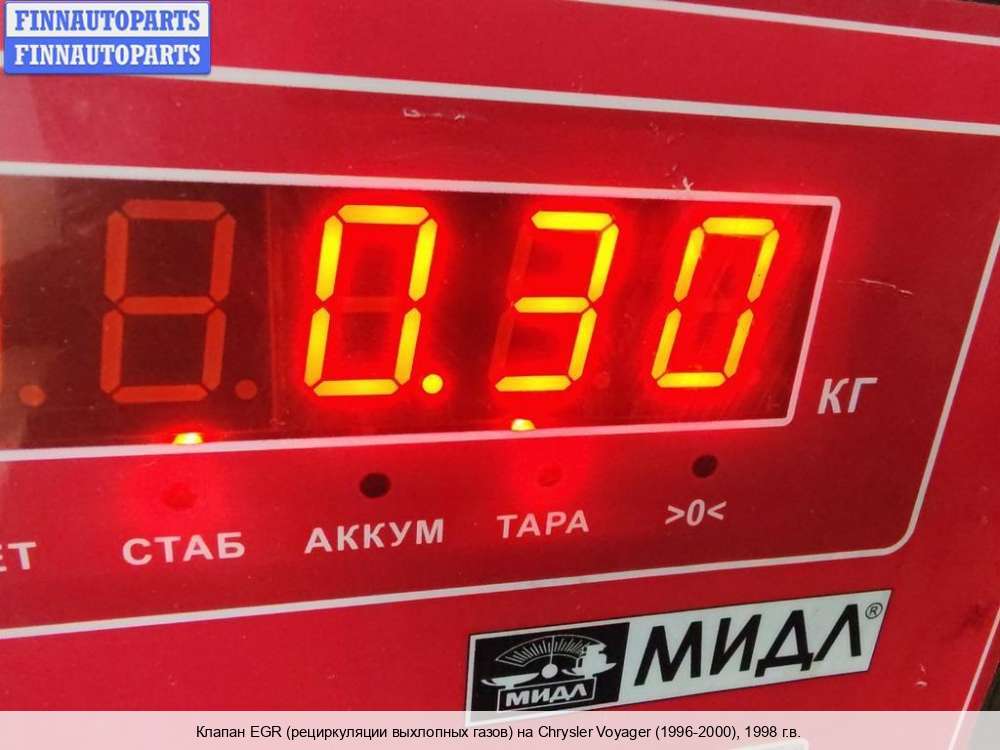 FINNAUTOPARTS
FINNAUTOPARTS
0.30
КГ
СТАБ
АККУМ
ТАРА
>0<
МИДЛ
МИДЛ®
Клапан EGR (рециркуляции выхлопных газов) на Chrysler Voyager (1996-2000), 1998 г.в.